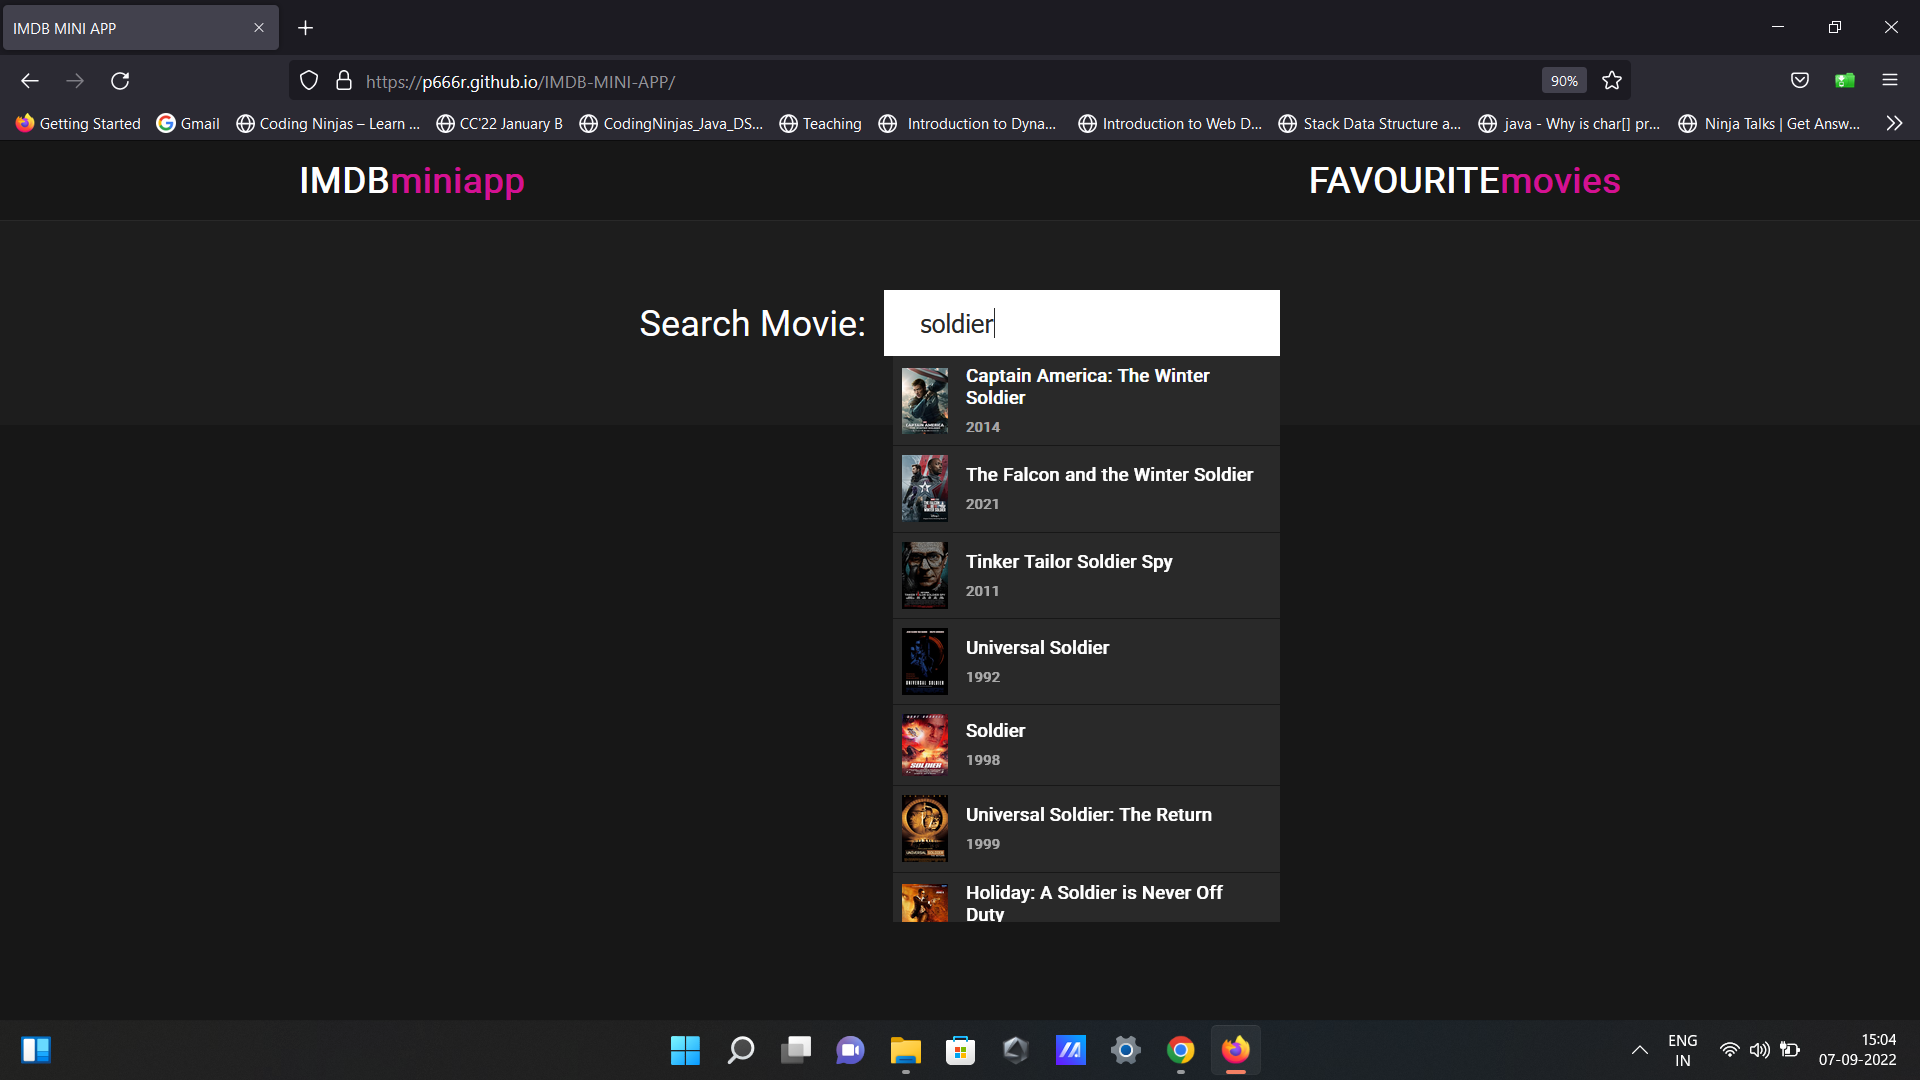 IMDB MINI APP
https://p666r.github.io/IMDB-MINI-APP/
90%
Getting Started
Gmail
Coding Ninjas – Learn ...
CC'22 January B
CodingNinjas_Java_DS...
Teaching
Introduction to Dyna...
Introduction to Web D...
Stack Data Structure a...
java - Why is char[] pr...
Ninja Talks | Get Answ...
IMDBminiapp
FAVOURITEmovies
Search Movie:
soldier
Captain America: The Winter
Soldier
2014
The Falcon and the Winter Soldier
2021
Tinker Tailor Soldier Spy
2011
Universal Soldier
1992
Soldier
1998
Universal Soldier: The Return
1999
Holiday: A Soldier is Never Off
Duty
ENG
IN
15:04
07-09-2022